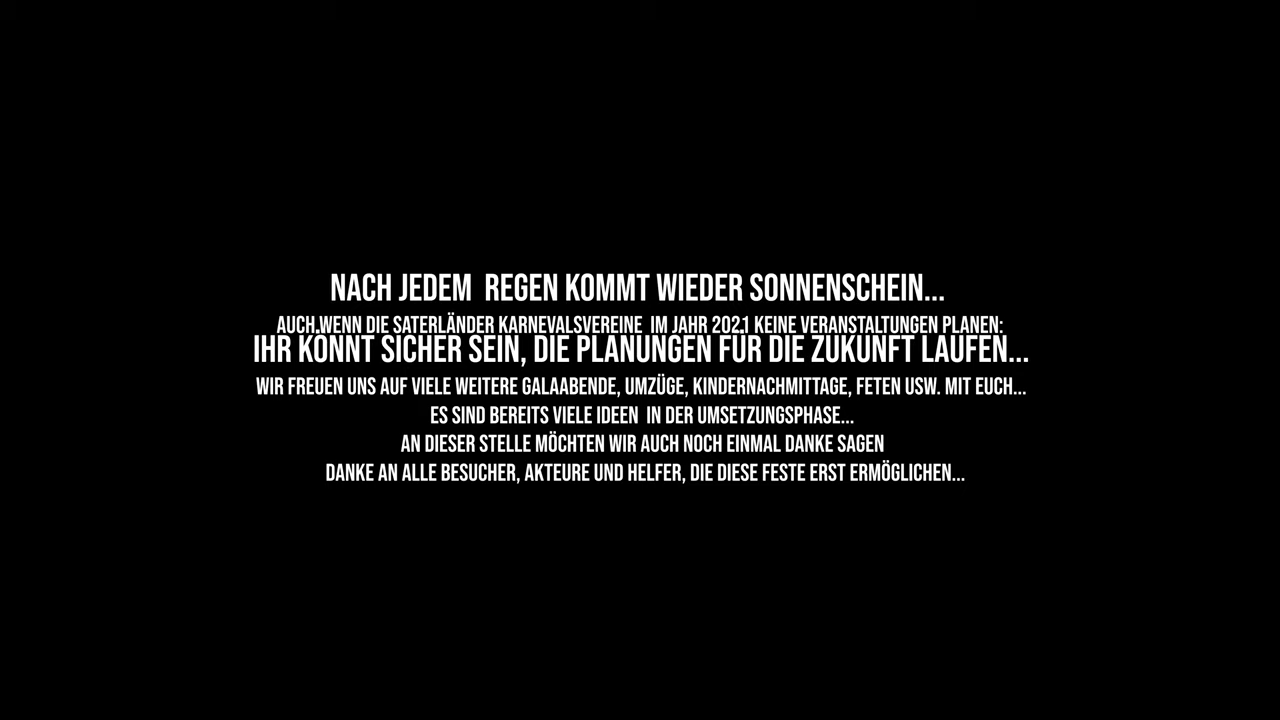 NACH JEDEM  REGEN KOMMT WIEDER SONNENSCHEIN...
AUCH WENN DIE SATERLÄNDER KARNEVALSVEREINE  IM JAHR 2021 KEINE VERANSTALTUNGEN PLANEN:
IHR KÖNNT SICHER SEIN, DIE PLANUNGEN FÜR DIE ZUKUNFT LAUFEN...
WIR FREUEN UNS AUF VIELE WEITERE GALAABENDE, UMZÜGE, KINDERNACHMITTAGE, FETEN USW. MIT EUCH...
ES SIND BEREITS VIELE IDEEN  IN DER UMSETZUNGSPHASE...
AN DIESER STELLE MÖCHTEN WIR AUCH NOCH EINMAL DANKE SAGEN
DANKE AN ALLE BESUCHER, AKTEURE UND HELFER, DIE DIESE FESTE ERST ERMÖGLICHEN...